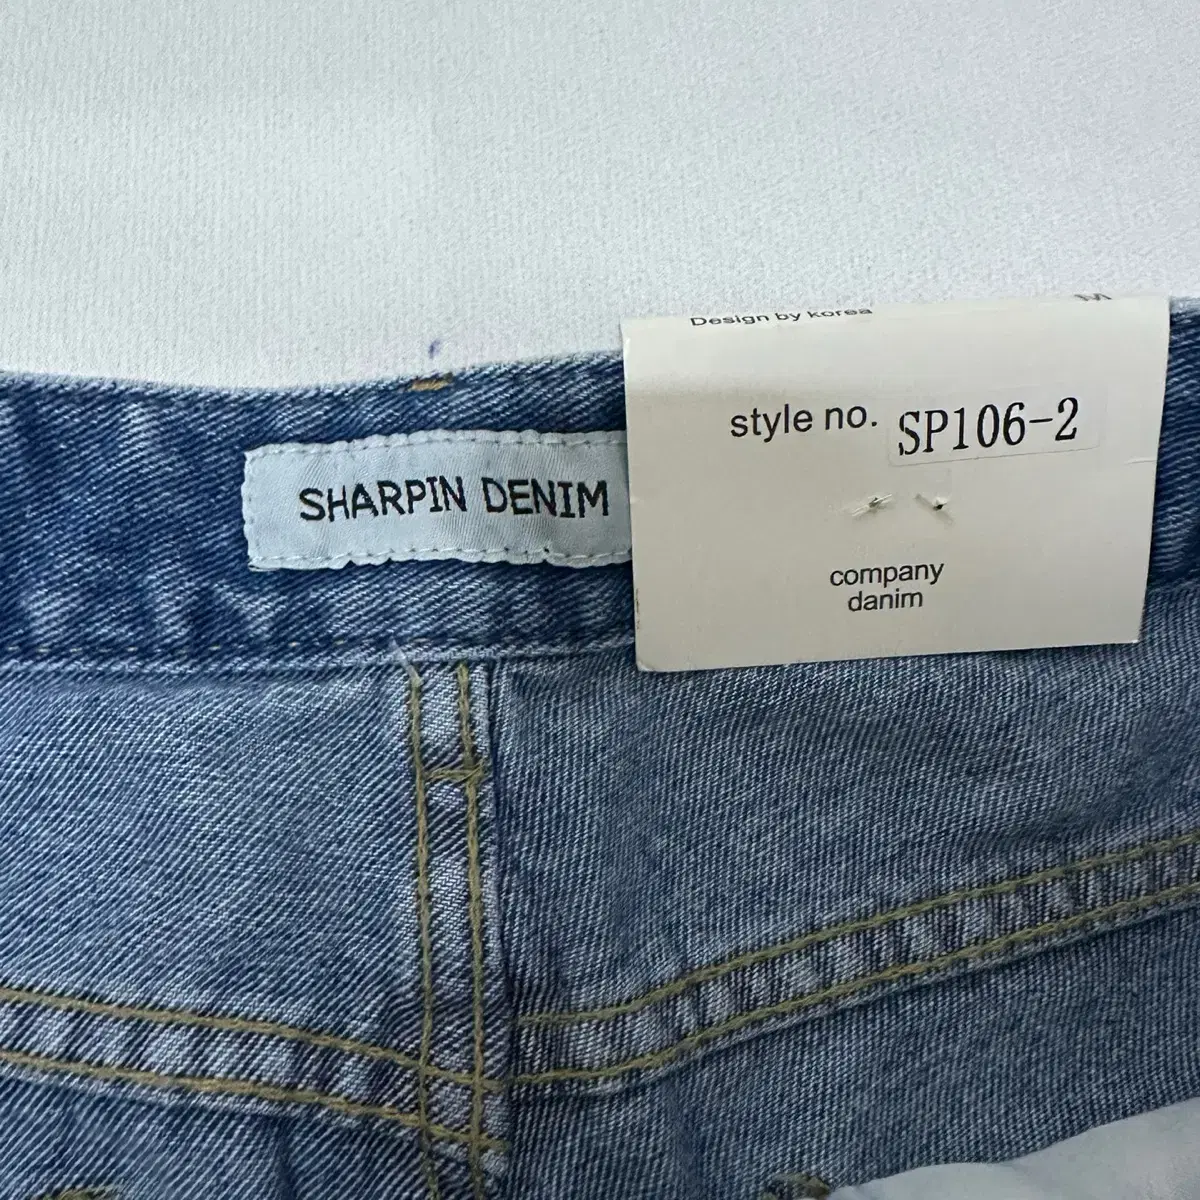 Design by korea
M
style no. SP106-2
SHARPIN DENIM
company
danim